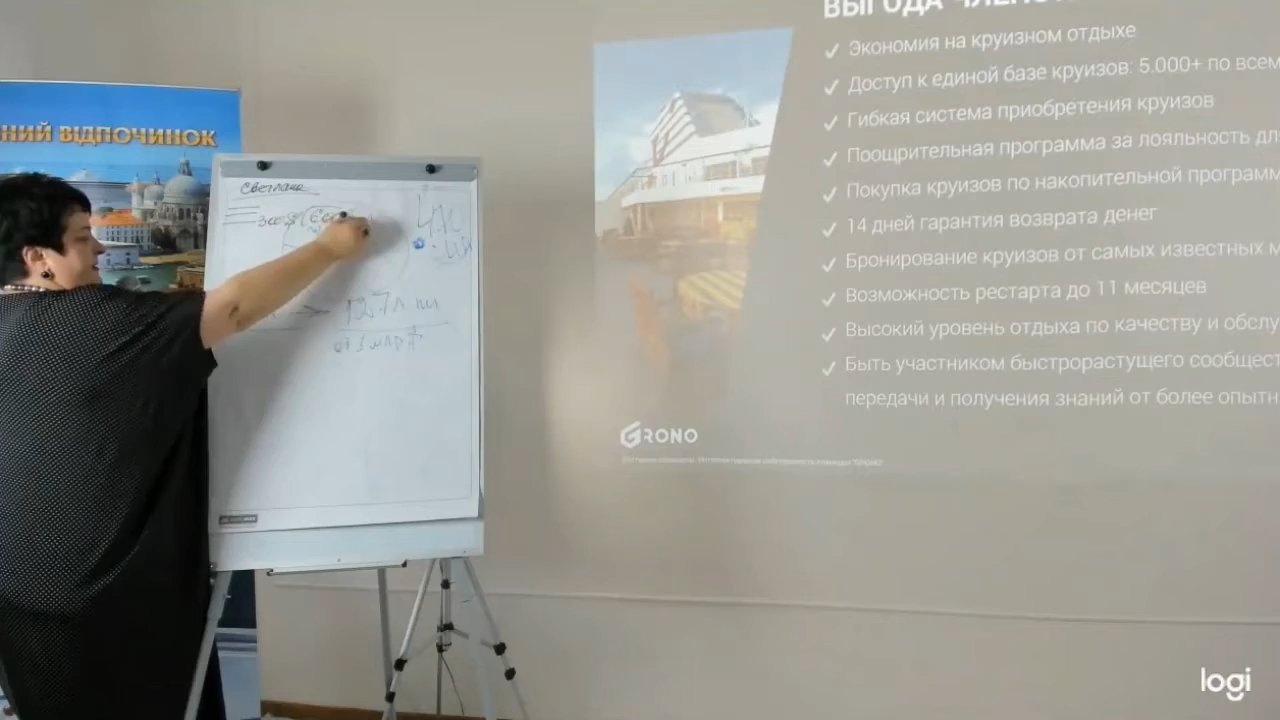 НИЙ ВІДПОЧИНОК
Светлана
ВЫГОДА
Экономия на круизном отдыхе
Доступ к единой базе круизов: 5.000+ по всем
Гибкая система приобретения круизов
Поощрительная программа за лояльность дл
Покупка круизов по накопительной программ
14 дней гарантия возврата денег
Бронирование круизов от самых известных м
Возможность рестарта до 11 месяцев
Высокий уровень отдыха по качеству и обслу
Быть участником быстрорастущего сообщест
передачи и получения знаний от более опытн
GRONO
logi